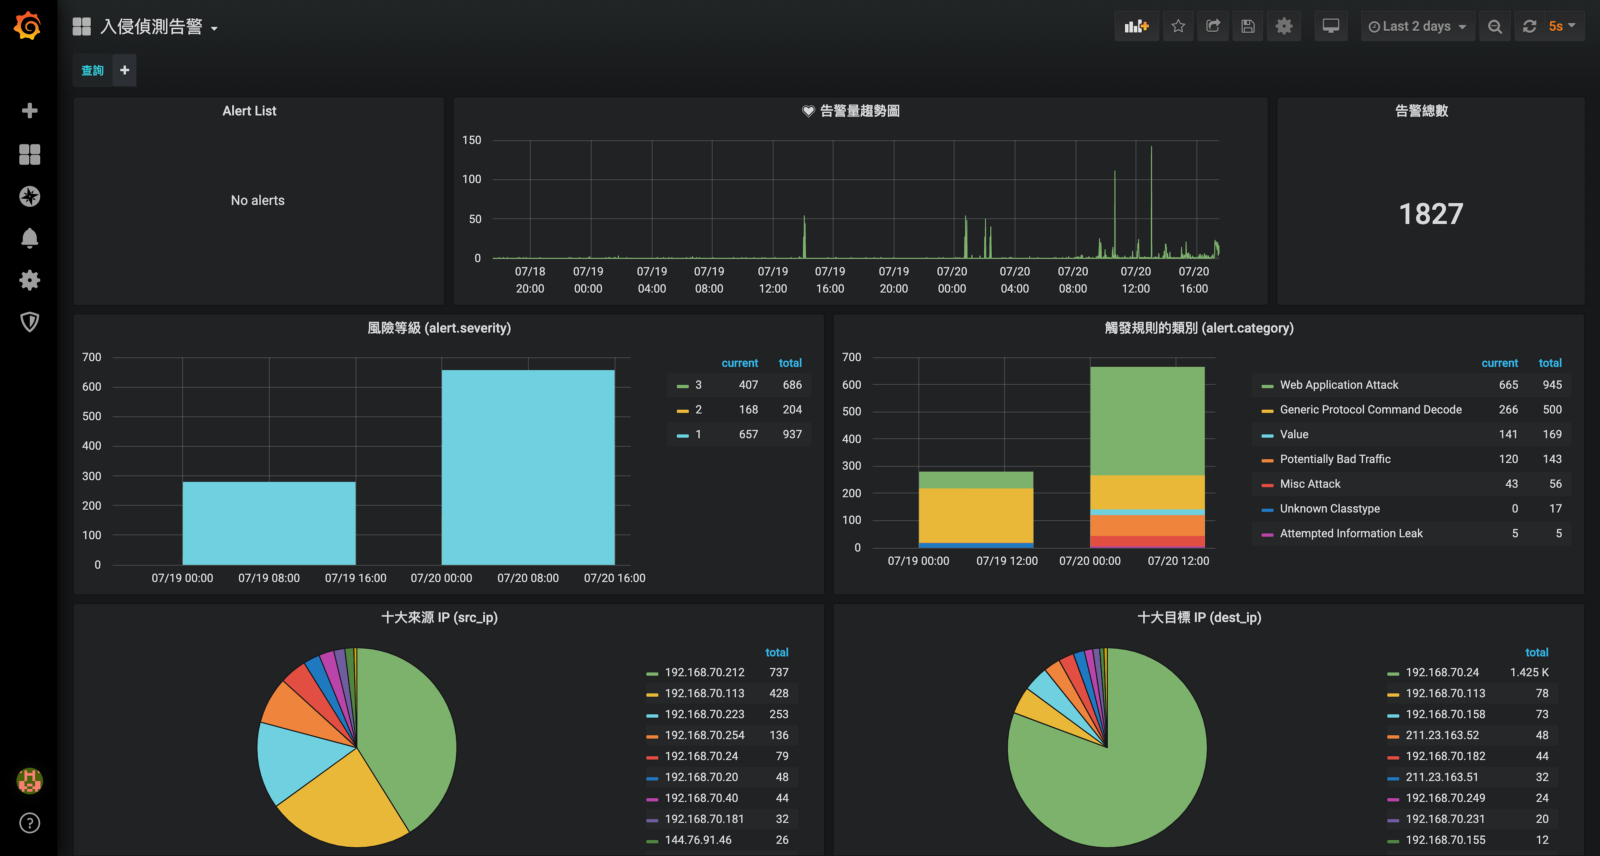 入侵偵測告警
Last 2 days
5s
查詢
Alert List
No alerts
告警量趨勢圖
150
100
50
0
07/18 07/19 07/19 07/19 07/19 07/19 07/19 07/20 07/20 07/20 07/20 07/20
20:00 00:00 04:00 08:00 12:00 16:00 20:00 00:00 04:00 08:00 12:00 16:00
告警總數
1827
風險等級 (alert.severity)
700
600
500
400
300
200
100
0
07/19 00:00 07/19 08:00 07/19 16:00 07/20 00:00 07/20 08:00 07/20 16:00
current total
3 407 686
2 168 204
1 657 937
觸發規則的類別 (alert.category)
700
600
500
400
300
200
100
0
07/19 00:00 07/19 12:00 07/20 00:00 07/20 12:00
current total
Web Application Attack 665 945
Generic Protocol Command Decode 266 500
Value 141 169
Potentially Bad Traffic 120 143
Misc Attack 43 56
Unknown Classtype 0 17
Attempted Information Leak 5 5
十大來源 IP (src_ip)
total
192.168.70.212 737
192.168.70.113 428
192.168.70.223 253
192.168.70.254 136
192.168.70.24 79
192.168.70.20 48
192.168.70.40 44
192.168.70.181 32
144.76.91.46 26
十大目標 IP (dest_ip)
total
192.168.70.24 1.425 K
192.168.70.113 78
192.168.70.158 73
211.23.163.52 48
192.168.70.182 44
211.23.163.51 32
192.168.70.249 24
192.168.70.231 20
192.168.70.155 12